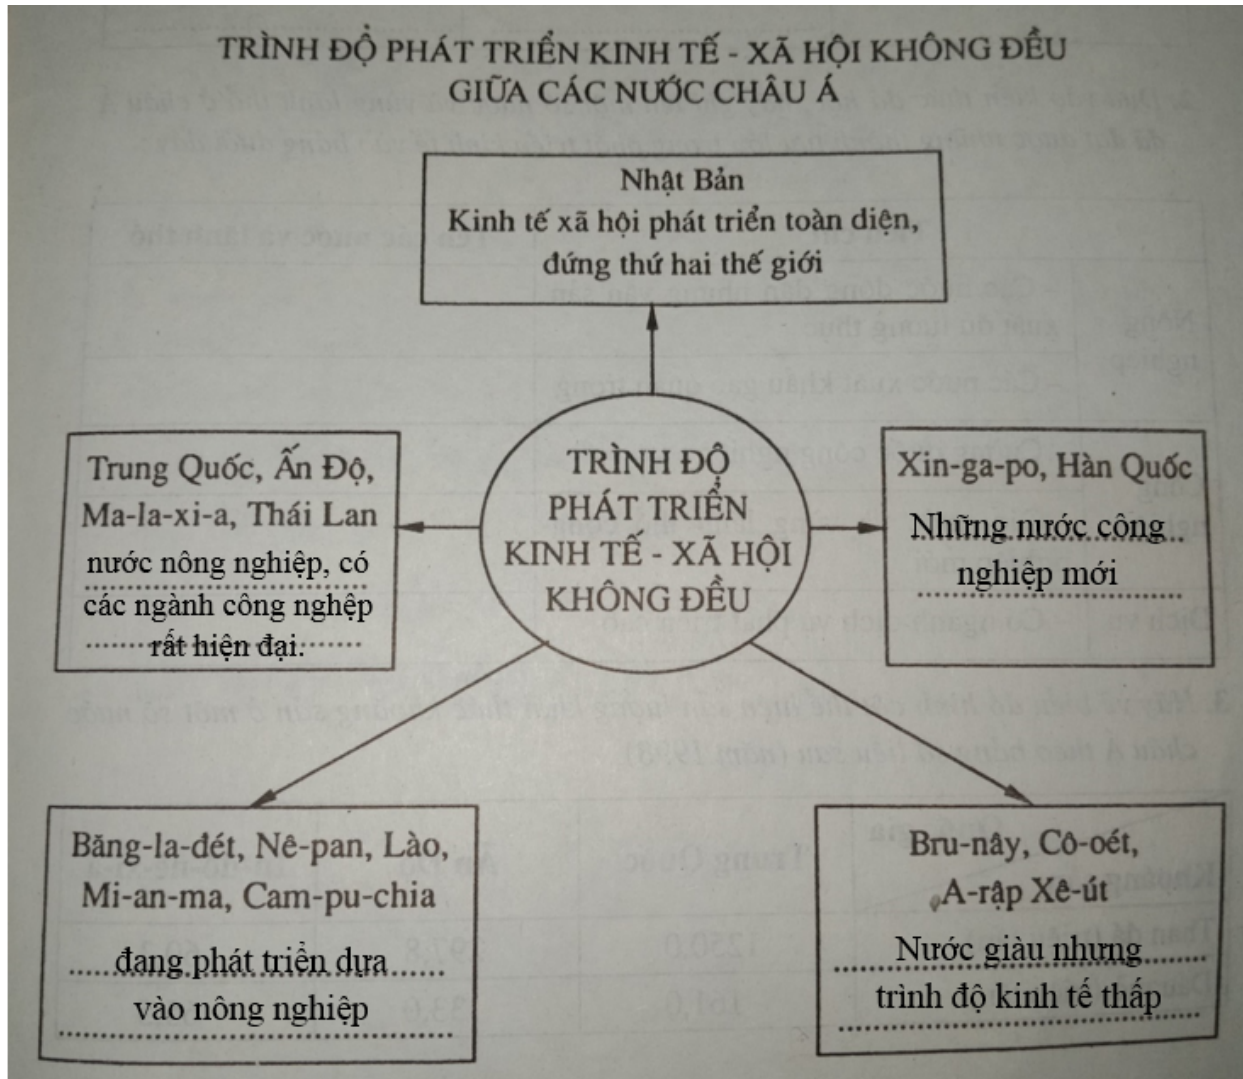 TRÌNH ĐỘ PHÁT TRIỂN KINH TẾ - XÃ HỘI KHÔNG ĐỀU
GIỮA CÁC NƯỚC CHÂU Á
Nhật Bản
Kinh tế xã hội phát triển toàn diện,
đứng thứ hai thế giới
Trung Quốc, Ấn Độ,
Ma-la-xi-a, Thái Lan
nước nông nghiệp, có
các ngành công nghệp
rất hiện đại.
TRÌNH ĐỘ
PHÁT TRIỂN
KINH TẾ - XÃ HỘI
KHÔNG ĐỀU
Xin-ga-po, Hàn Quốc
Những nước công
nghiệp mới
Băng-la-đét, Nê-pan, Lào,
Mi-an-ma, Cam-pu-chia
đang phát triển dựa
vào nông nghiệp
Bru-nây, Cô-oét,
A-rập Xê-út
Nước giàu nhưng
trình độ kinh tế thấp